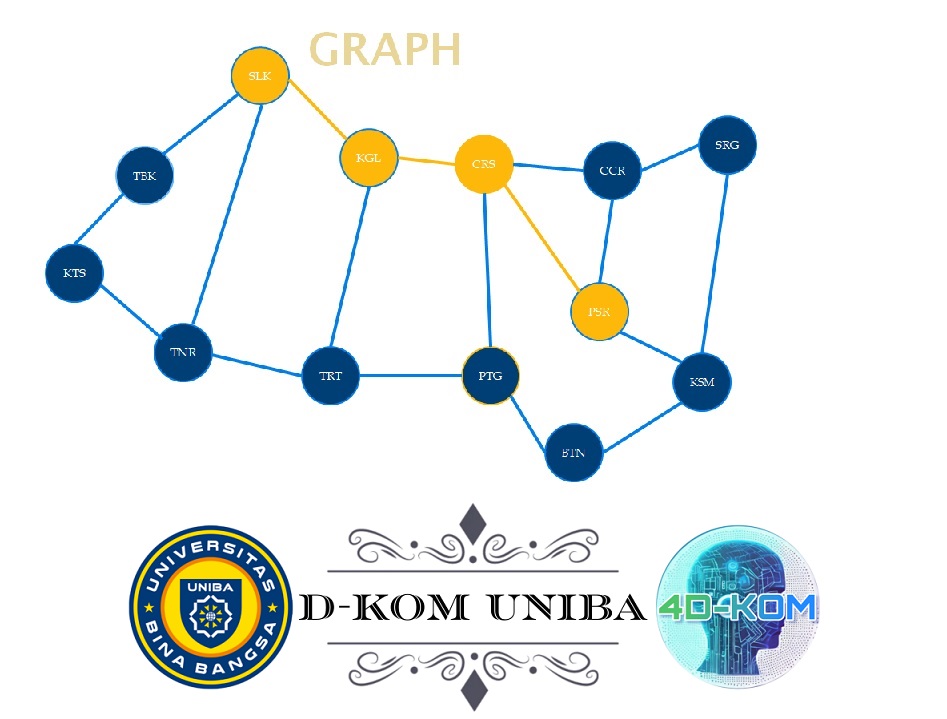 GRAPH
SLK
KGL
CRS
CCR
SRG
TBK
KTS
PSR
TNR
TRT
PTG
KSM
BTN
UNIVERSITAS
UNIBA
BINA BANGSA
D-KOM UNIBA
4D-KOM